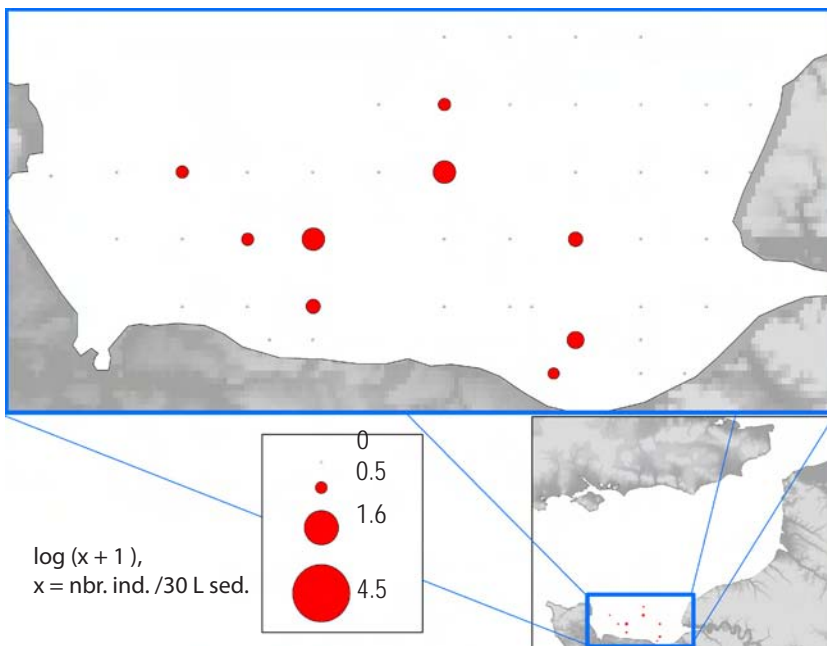 0
0.5
1.6
4.5
log (x + 1 ),
x = nbr. ind. /30 L sed.